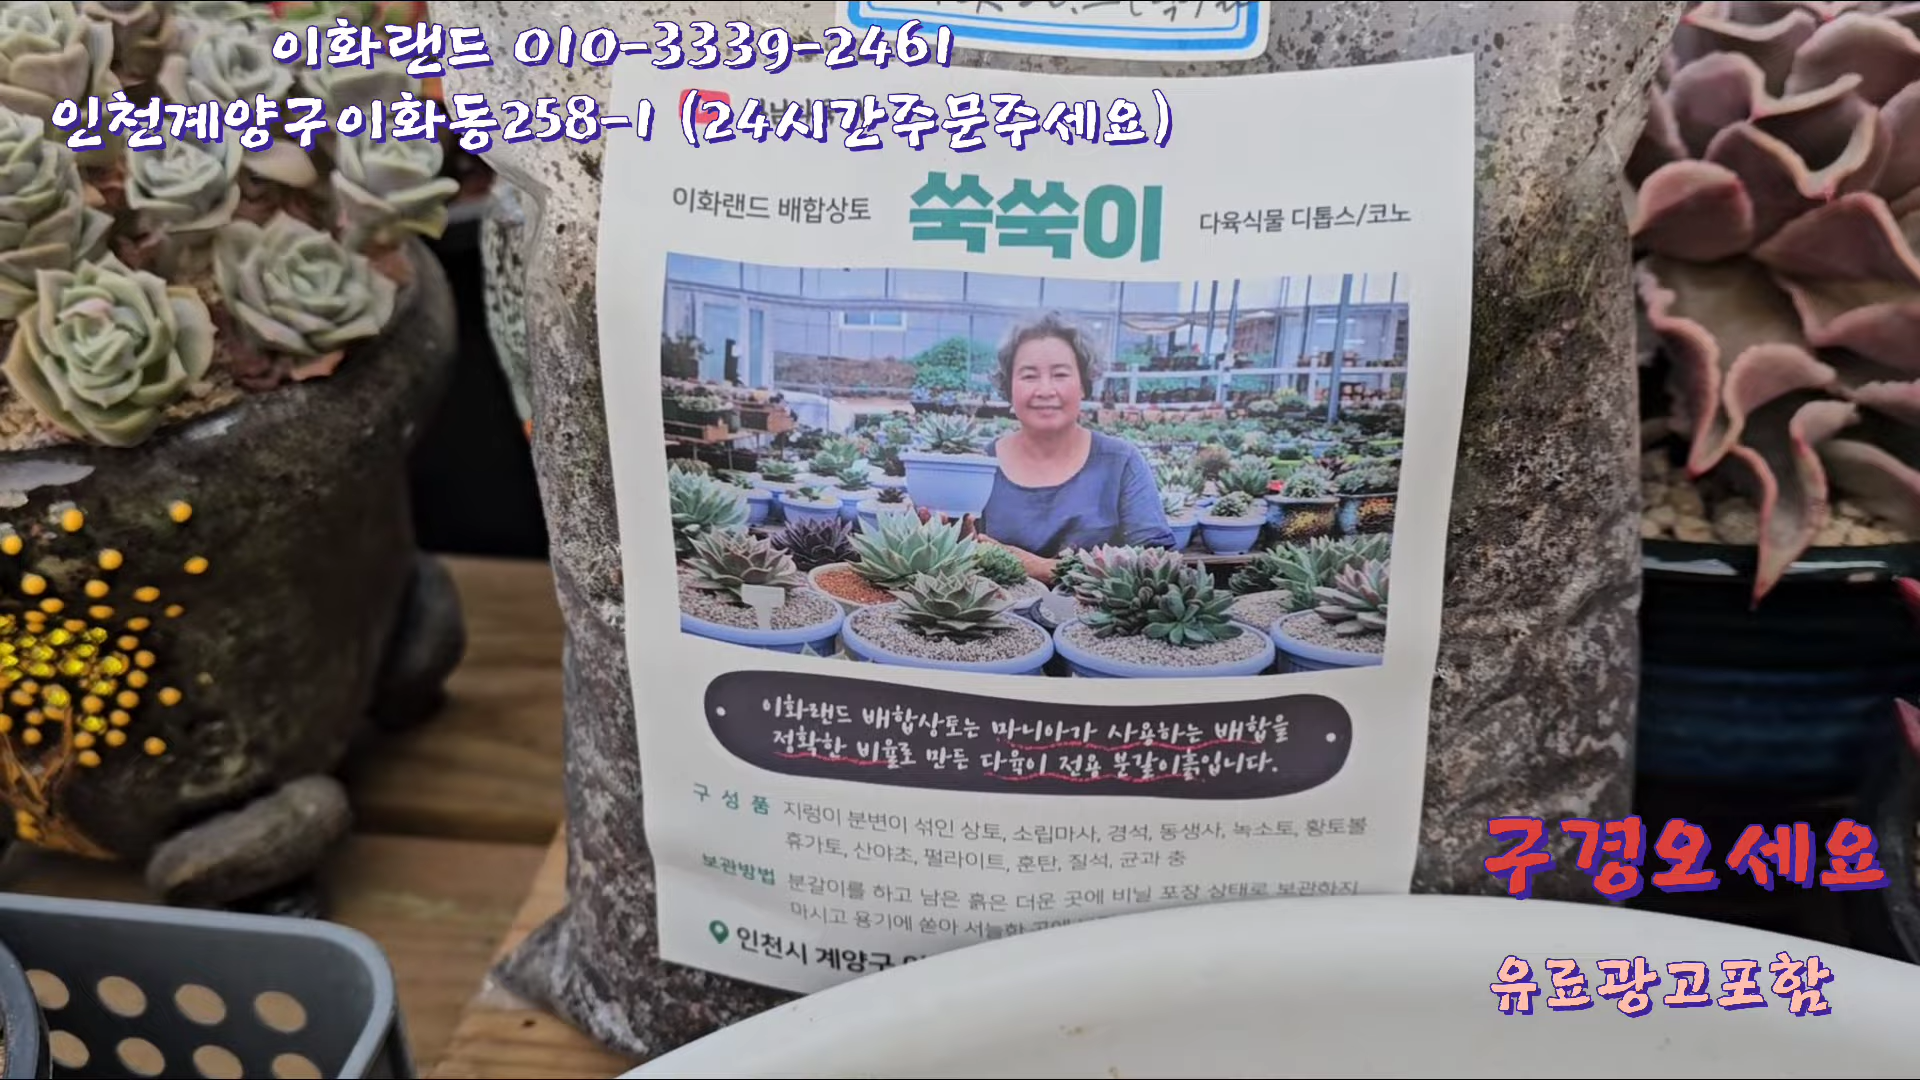 이화랜드 010-3339-2461
인천계양구이화동258-1 (24시간주문주세요)
이화랜드 배합상토 쑥쑥이 다육식물 디톱스/코노
이화랜드 배합상토는 마니아가 사용하는 배합을
정확한 비율로 만든 다육이 전용 분갈이흙입니다.
구성품 지렁이 분변이 섞인 상토, 소립마사, 경석, 동생사, 녹소토, 황토볼
휴가토, 산야초, 펄라이트, 훈탄, 질석, 균과 충
보관방법 분갈이를 하고 남은 흙은 더운 곳에 비닐 포장 상태로 보관하지
마시고 용기에 쏟아 서늘한 곳에
인천시 계양구
구경오세요
유료광고포함